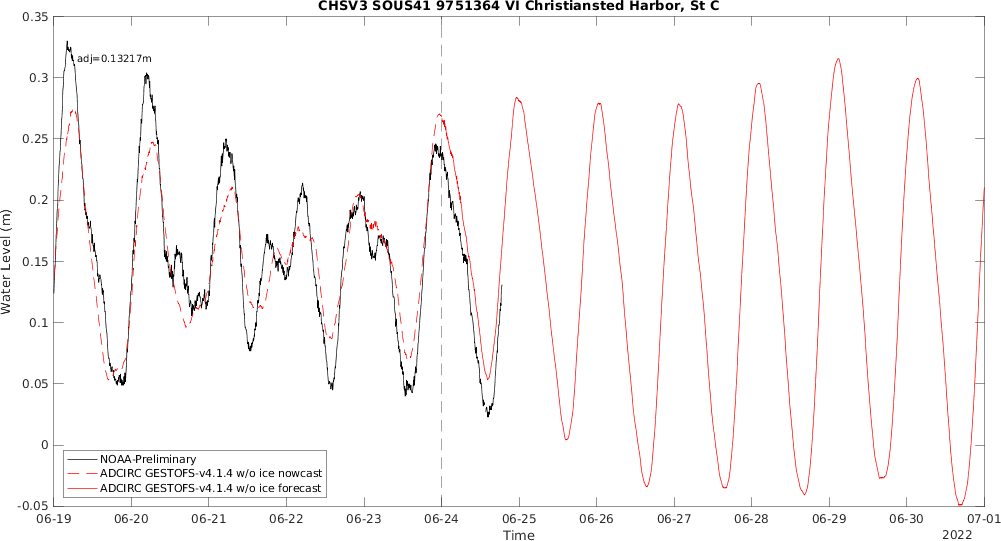 CHSV3 SOUS41 9751364 VI Christiansted Harbor, St C
adj=0.13217m
Water Level (m)
0.35
0.3
0.25
0.2
0.15
0.1
0.05
0
-0.05
NOAA-Preliminary
ADCIRC GESTOFS-v4.1.4 w/o ice nowcast
ADCIRC GESTOFS-v4.1.4 w/o ice forecast
06-19 06-20 06-21 06-22 06-23 06-24 06-25 06-26 06-27 06-28 06-29 06-30 07-01
Time
2022